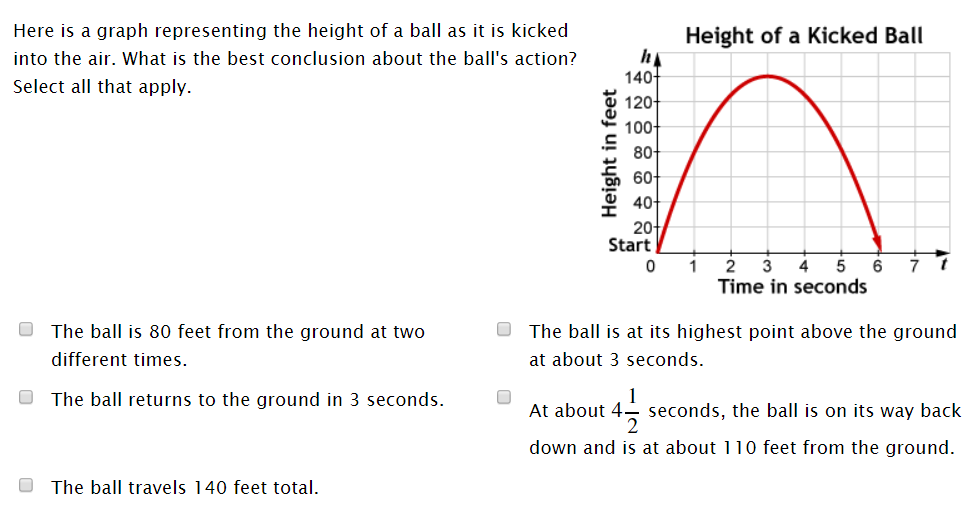 Here is a graph representing the height of a ball as it is kicked
into the air. What is the best conclusion about the ball's action?
Select all that apply.
Height of a Kicked Ball
h
140
120
100
80
60
40
20
Start
Height in feet
0 1 2 3 4 5 6 7 t
Time in seconds
The ball is 80 feet from the ground at two
different times.
The ball is at its highest point above the ground
at about 3 seconds.
The ball returns to the ground in 3 seconds.
At about 4 1/2 seconds, the ball is on its way back
down and is at about 110 feet from the ground.
The ball travels 140 feet total.